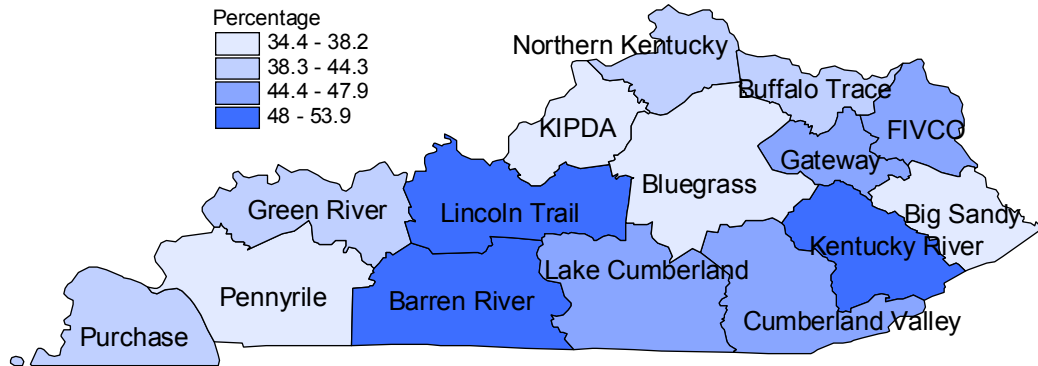 Percentage
34.4 - 38.2
38.3 - 44.3
44.4 - 47.9
48 - 53.9
Northern Kentucky
Buffalo Trace
KIPDA
FIVCO
Gateway
Bluegrass
Green River
Lincoln Trail
Big Sandy
Kentucky River
Lake Cumberland
Pennyrile
Barren River
Cumberland Valley
Purchase